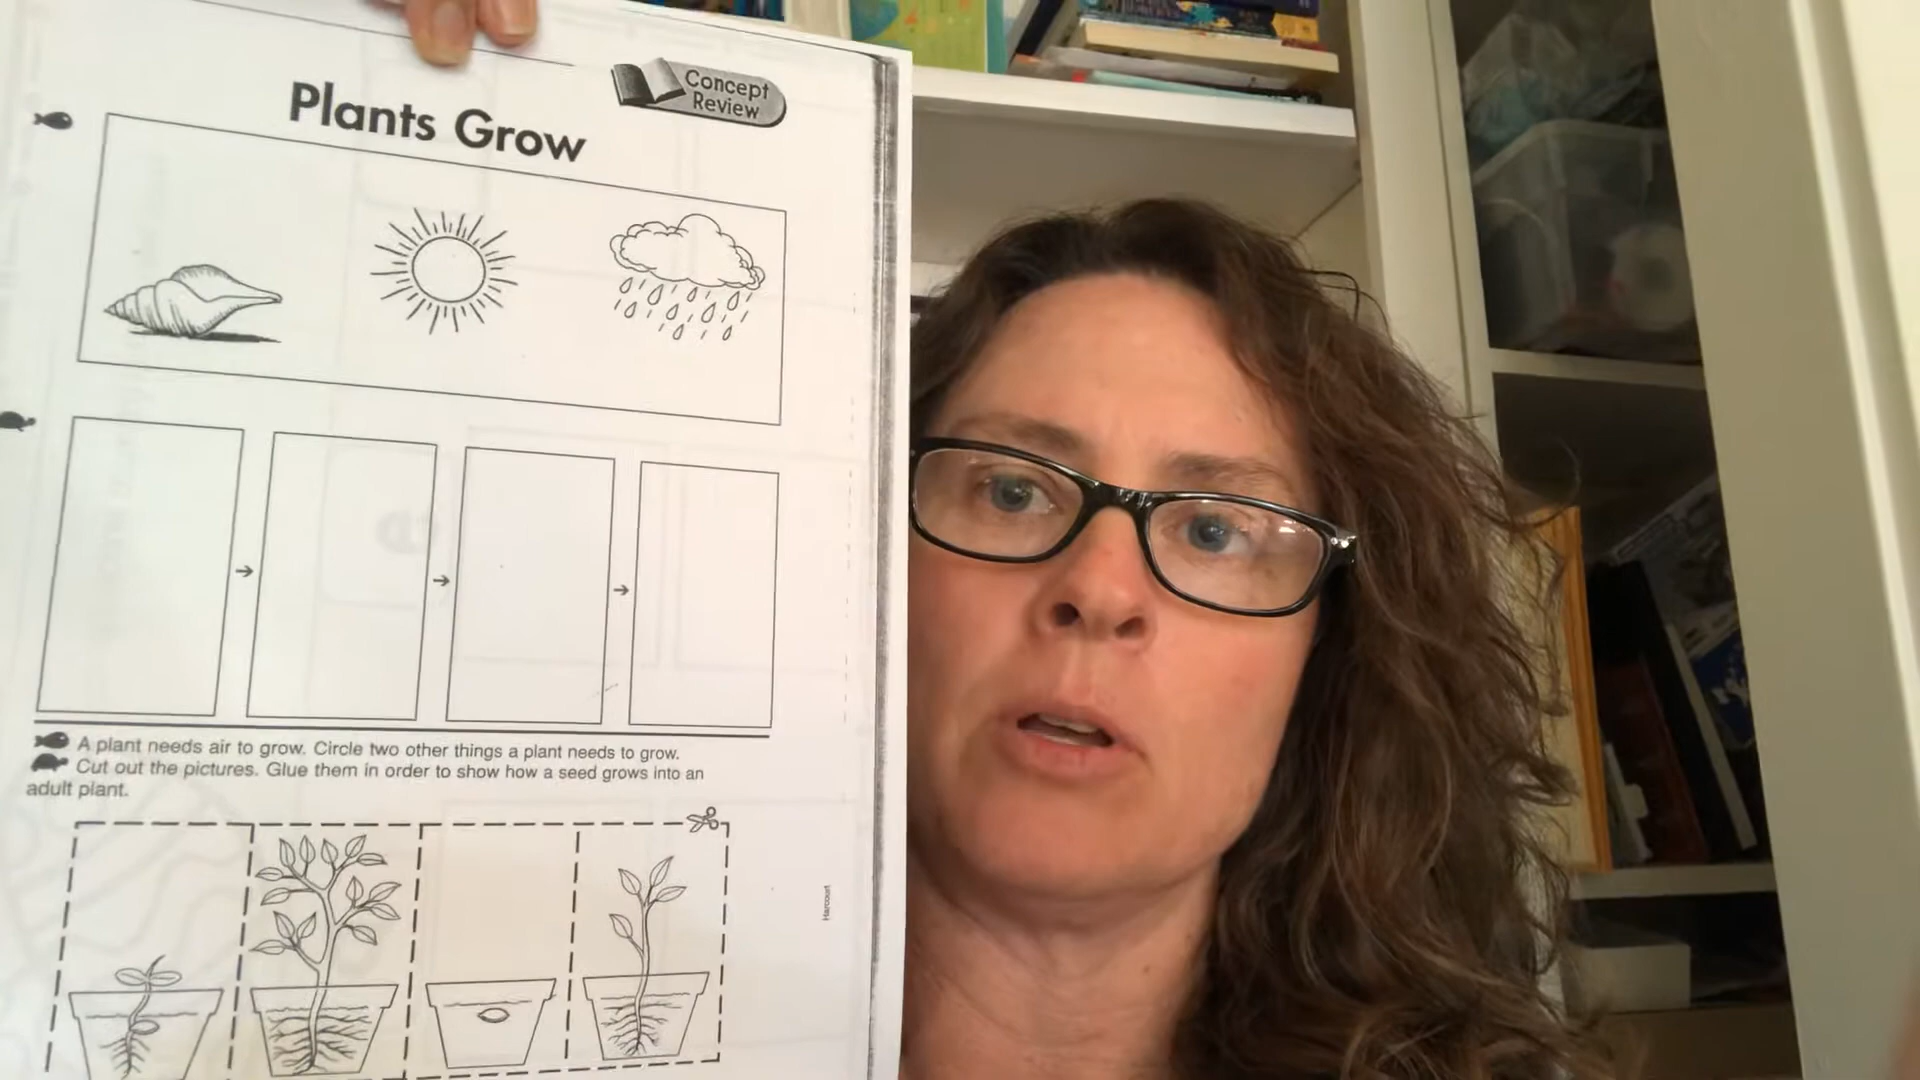 Concept
Review
Plants Grow
A plant needs air to grow. Circle two other things a plant needs to grow.
Cut out the pictures. Glue them in order to show how a seed grows into an
adult plant.
Harcourt